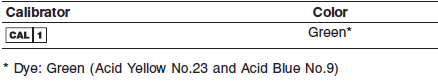 Calibrator Color
CAL 1 Green*
* Dye: Green (Acid Yellow No.23 and Acid Blue No.9)